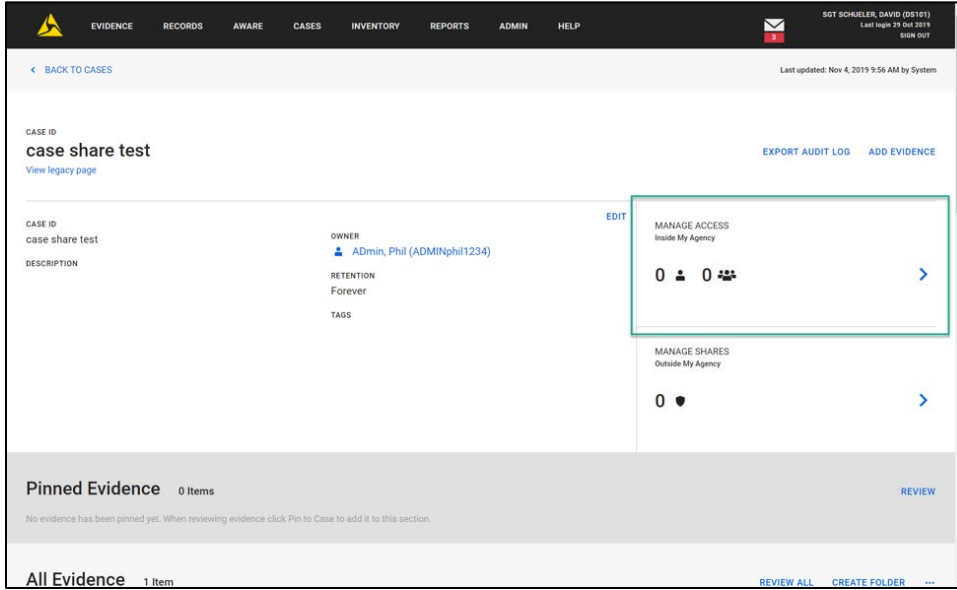 EVIDENCE RECORDS AWARE CASES INVENTORY REPORTS ADMIN HELP
3
SGT SCHUELER, DAVID (DS101)
Last login 29 Oct 2019
SIGN OUT
< BACK TO CASES
Last updated: Nov 4, 2019 9:56 AM by System
CASE ID
case share test
View legacy page
EXPORT AUDIT LOG ADD EVIDENCE
EDIT
CASE ID
case share test
DESCRIPTION
OWNER
ADmin, Phil (ADMINphil1234)
RETENTION
Forever
TAGS
MANAGE ACCESS
Inside My Agency
0 0
MANAGE SHARES
Outside My Agency
0
Pinned Evidence 0 Items
REVIEW
No evidence has been pinned yet. When reviewing evidence click Pin to Case to add it to this section.
All Evidence 1 Item
REVIEW ALL CREATE FOLDER ...